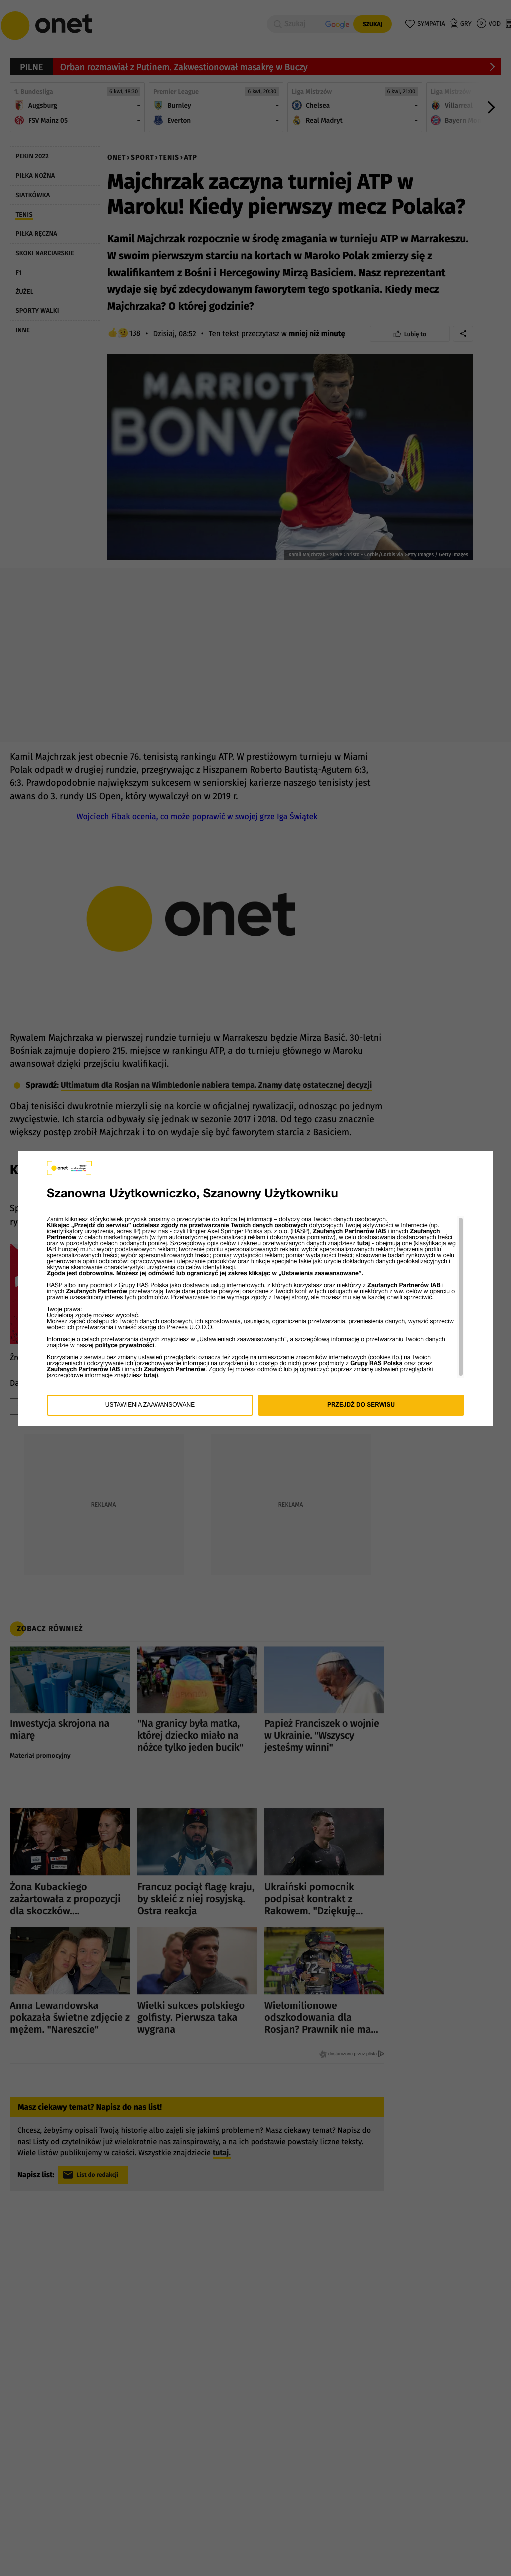 onet
Szukaj
Google
SZUKAJ
SYMPATIA
GRY
VOD
PILNE
Orban rozmawiał z Putinem. Zakwestionował masakrę w Buczy
1. Bundesliga
6 kwi, 18:30
Augsburg -
FSV Mainz 05 -
Premier League
6 kwi, 20:30
Burnley -
Everton -
Liga Mistrzów
6 kwi, 21:00
Chelsea -
Real Madryt -
Liga Mistrzów
Villarreal
Bayern
PEKIN 2022
PIŁKA NOŻNA
SIATKÓWKA
TENIS
PIŁKA RĘCZNA
SKOKI NARCIARSKIE
F1
ŻUŻEL
SPORTY WALKI
INNE
ONET › SPORT › TENIS › ATP
Majchrzak zaczyna turniej ATP w
Maroku! Kiedy pierwszy mecz Polaka?
Kamil Majchrzak rozpocznie w środę zmagania w turnieju ATP w Marrakeszu.
W swoim pierwszym starciu na kortach w Maroko Polak zmierzy się z
kwalifikantem z Bośni i Hercegowiny Mirzą Basiciem. Nasz reprezentant
wydaje się być zdecydowanym faworytem tego spotkania. Kiedy mecz
Majchrzaka? O której godzinie?
138 • Dzisiaj, 08:52 • Ten tekst przeczytasz w mniej niż minutę
Lubię to
MARRIOTT
BONV
Kamil Majchrzak - Steve Christo - Corbis/Corbis via Getty Images / Getty Images
Kamil Majchrzak jest obecnie 76. tenisistą rankingu ATP. W prestiżowym turnieju w Miami
Polak odpadł w drugiej rundzie, przegrywając z Hiszpanem Roberto Bautistą-Agutem 6:3,
6:3. Prawdopodobnie największym sukcesem w seniorskiej karierze naszego tenisisty jest
awans do 3. rundy US Open, który wywalczył on w 2019 r.
Wojciech Fibak ocenia, co może poprawić w swojej grze Iga Świątek
onet
Rywalem Majchrzaka w pierwszej rundzie turnieju w Marrakeszu będzie Mirza Basić. 30-letni
Bośniak zajmuje dopiero 215. miejsce w rankingu ATP, a do turnieju głównego w Maroku
awansował dzięki przejściu kwalifikacji.
Sprawdź: Ultimatum dla Rosjan na Wimbledonie nabiera tempa. Znamy datę ostatecznej decyzji
Obaj tenisiści dwukrotnie mierzyli się na korcie w oficjalnej rywalizacji, odnosząc po jednym
zwycięstwie. Ich starcia odbywały się jednak w sezonie 2017 i 2018. Od tego czasu znacznie
większy postęp zrobił Majchrzak i to on wydaje się być faworytem starcia z Basiciem.
onet
Szanowna Użytkowniczko, Szanowny Użytkowniku
Zanim klikniesz którykolwiek przycisk prosimy o przeczytanie do końca tej informacji – dotyczy ona Twoich danych osobowych.
Klikając „Przejdź do serwisu” udzielasz zgody na przetwarzanie Twoich danych osobowych dotyczących Twojej aktywności w Internecie (np.
identyfikatory urządzenia, adres IP) przez nas - czyli Ringier Axel Springer Polska sp. z o.o. (RASP), Zaufanych Partnerów IAB i innych Zaufanych
Partnerów w celach marketingowych (w tym automatycznej personalizacji reklam i dokonywania pomiarów), w celu dostosowania dostarczanych treści
oraz w pozostałych celach (wyżej). Szczegółowy opis celów i zakresu przetwarzanych danych znajdziesz tutaj - obejmują one (klasyfikacja wg
IAB Europe) m.in.: wybór podstawowych reklam; tworzenie profilu spersonalizowanych reklam; wybór spersonalizowanych reklam; tworzenia profilu
spersonalizowanych treści; wybór spersonalizowanych treści; pomiar wydajności reklam; pomiar wydajności treści; stosowanie badań rynkowych w celu
generowania opinii odbiorców; opracowywanie i ulepszanie produktów oraz funkcje specjalne takie jak: użycie dokładnych danych geolokalizacyjnych i
aktywne skanowanie charakterystyki urządzenia do celów identyfikacji.
Zgoda jest dobrowolna. Możesz jej odmówić lub ograniczyć jej zakres klikając w „Ustawienia zaawansowane”.
RASP albo inny podmiot z Grupy RAS Polska jako dostawca usług internetowych, z których korzystasz oraz niektórzy z Zaufanych Partnerów IAB i
innych Zaufanych Partnerów przetwarzają Twoje dane podane powyżej oraz dane z Twoich kont w tych usługach w niektórych z ww. celów w oparciu o
prawnie uzasadniony interes tych podmiotów. Przetwarzanie to nie wymaga zgody z Twojej strony, ale możesz mu się w każdej chwili sprzeciwić.
Twoje prawa:
Udzieloną zgodę możesz wycofać.
Możesz żądać dostępu do Twoich danych osobowych, ich sprostowania, usunięcia, ograniczenia przetwarzania, przeniesienia danych, wyrazić sprzeciw
wobec ich przetwarzania i wnieść skargę do Prezesa U.O.D.O.
Informacje o celach przetwarzania danych znajdziesz w „Ustawieniach zaawansowanych”, a szczegółową informację o przetwarzaniu Twoich danych
znajdzie w naszej polityce prywatności.
Korzystanie z serwisu bez zmiany ustawień przeglądarki oznacza też zgodę na umieszczanie znaczników internetowych (cookies itp.) na Twoich
urządzeniach i odczytywanie ich (przechowywanie informacji na urządzeniu lub dostęp do nich) przez podmioty z Grupy RAS Polska oraz przez
Zaufanych Partnerów IAB i innych Zaufanych Partnerów. Zgody tej możesz odmówić lub ją ograniczyć poprzez zmianę ustawień przeglądarki
(szczegółowe informacje znajdziesz tutaj).
USTAWIENIA ZAAWANSOWANE
PRZEJDŹ DO SERWISU
REKLAMA
REKLAMA
ZOBACZ RÓWNIEŻ
Inwestycja skrojona na
miarę
Materiał promocyjny
"Na granicy była matka,
której dziecko miało na
nóżce tylko jeden bucik"
Papież Franciszek o wojnie
w Ukrainie. "Wszyscy
jesteśmy winni"
Żona Kubackiego
zażartowała z propozycji
dla skoczków....
Francuz pociął flagę kraju,
by skleić z niej rosyjską.
Ostra reakcja
Ukraiński pomocnik
podpisał kontrakt z
Rakowem. "Dziękuję...
Anna Lewandowska
pokazała świetne zdjęcie z
mężem. "Nareszcie"
Wielki sukces polskiego
golfisty. Pierwsza taka
wygrana
Wielomilionowe
odszkodowania dla
Rosjan? Prawnik nie ma...
Masz ciekawy temat? Napisz do nas list!
Chcesz, żebyśmy opisali Twoją historię albo zajęli się jakimś problemem? Masz ciekawy temat? Napisz do
nas! Listy od czytelników już wielokrotnie nas zainspirowały, a na ich podstawie powstały liczne teksty.
Wiele listów publikujemy w całości. Wszystkie znajdziecie tutaj.
Napisz list:
List do redakcji